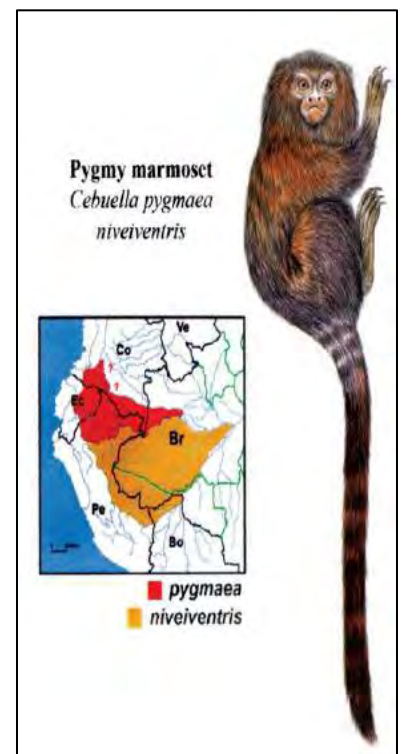 Pygmy marmoset
Cebuella pygmaea
niveiventris
Ve
Co
?
?
Ec
Br
Pe
Bo
pygmaea
niveiventris